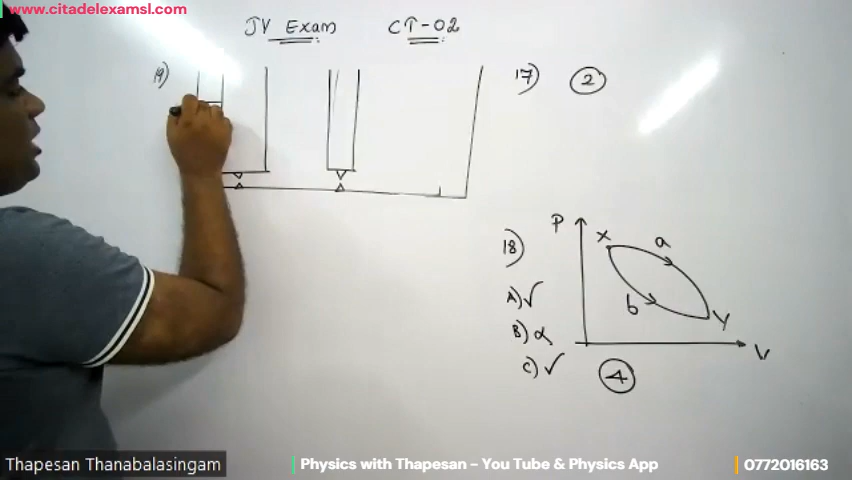 www.citadelexamsl.com
JV Exam CT-02
19)
17) 2
18)
P
X
a
b
Y
V
A) ✓
B) x
C) ✓
4
Thapesan Thanabalasingam
Physics with Thapesan - You Tube & Physics App
0772016163